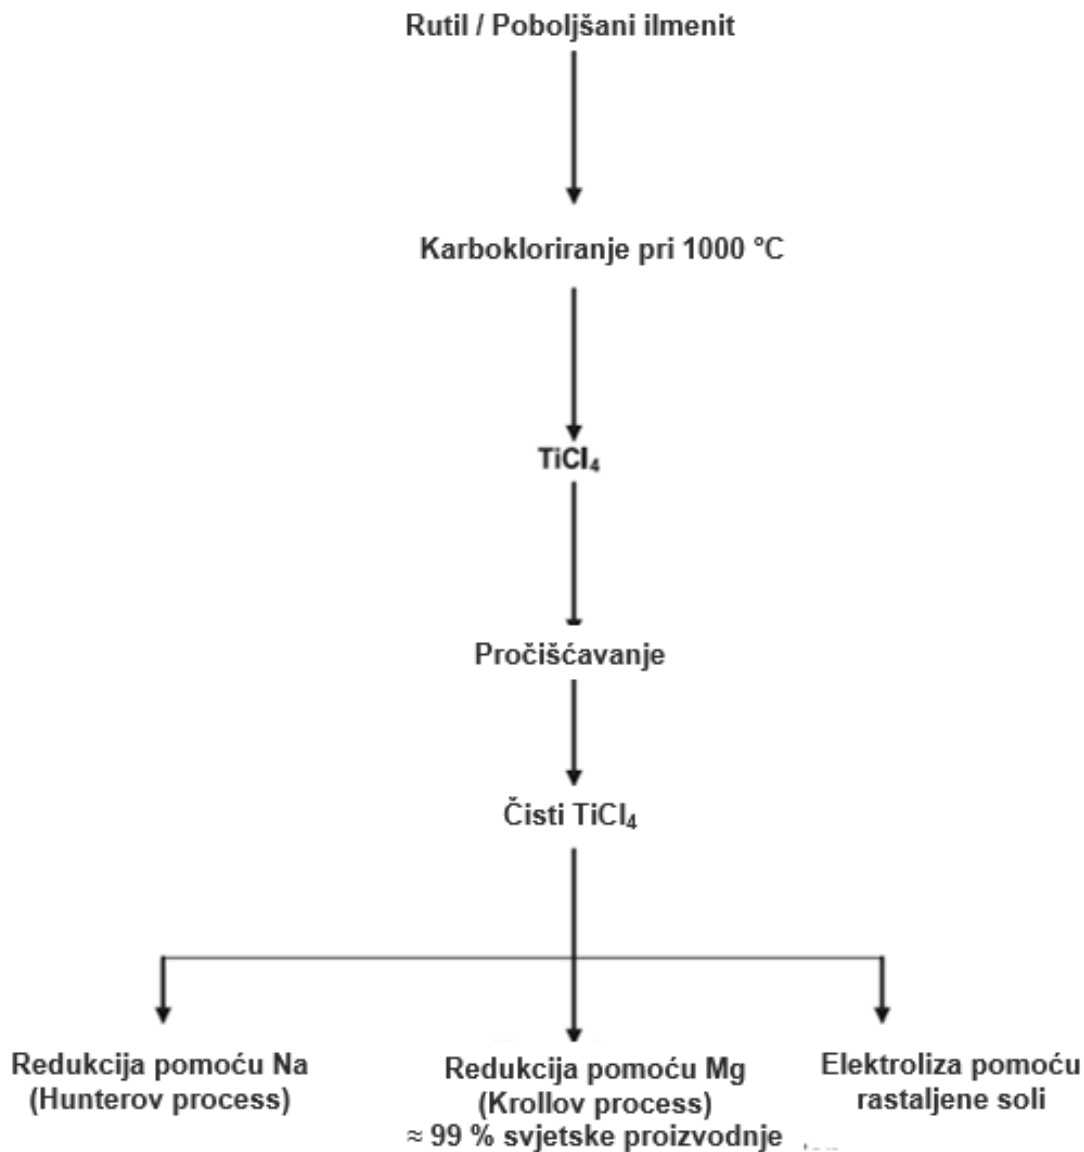 Rutil / Poboljšani ilmenit
Karbokloriranje pri 1000 °C
TiCl₄
Pročišćavanje
Čisti TiCl₄
Redukcija pomoću Na
(Hunterov process)
Redukcija pomoću Mg
(Krollov process)
≈ 99 % svjetske proizvodnje
Elektroliza pomoću
rastaljene soli